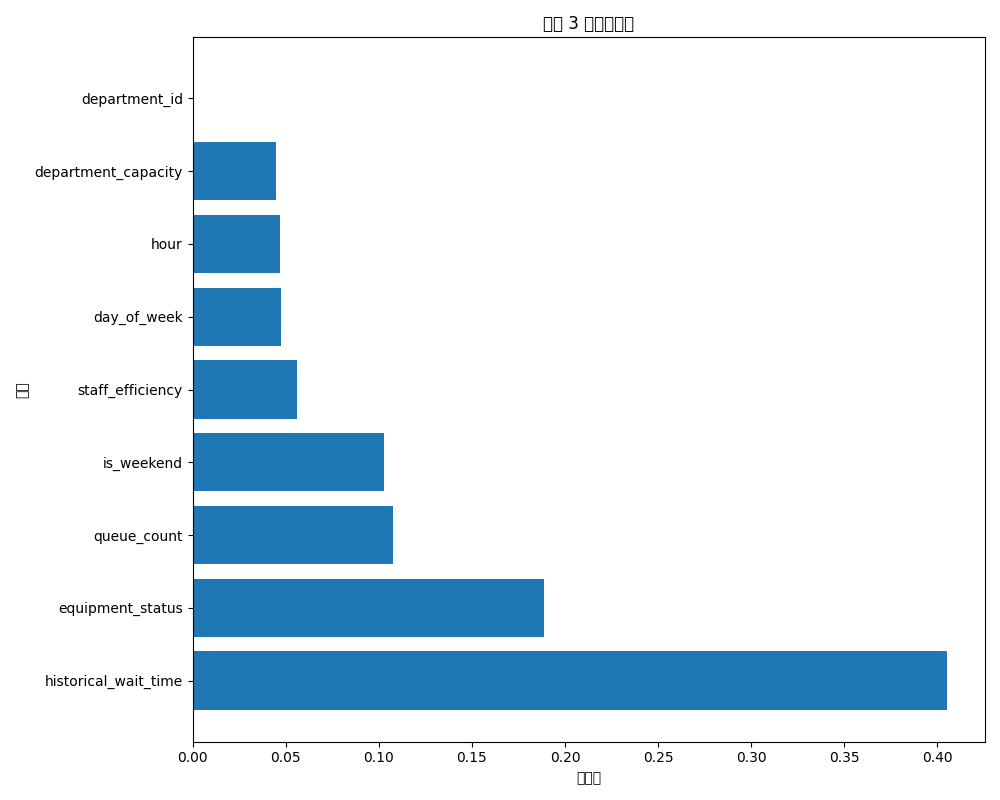 3
department_id
department_capacity
hour
day_of_week
staff_efficiency
is_weekend
queue_count
equipment_status
historical_wait_time
0.00 0.05 0.10 0.15 0.20 0.25 0.30 0.35 0.40